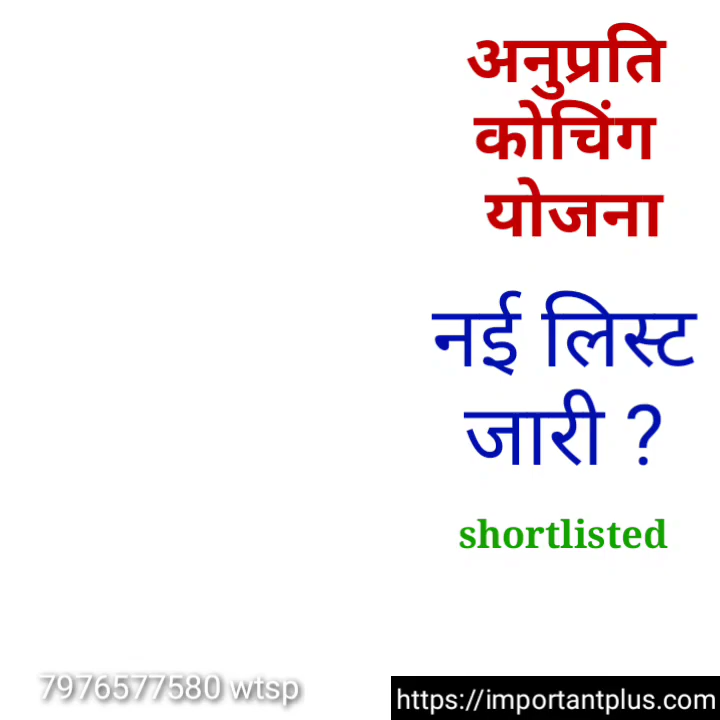 अनुप्रति
कोचिंग
योजना
नई लिस्ट
जारी ?
shortlisted
7976577580 wtsp
https://importantplus.com